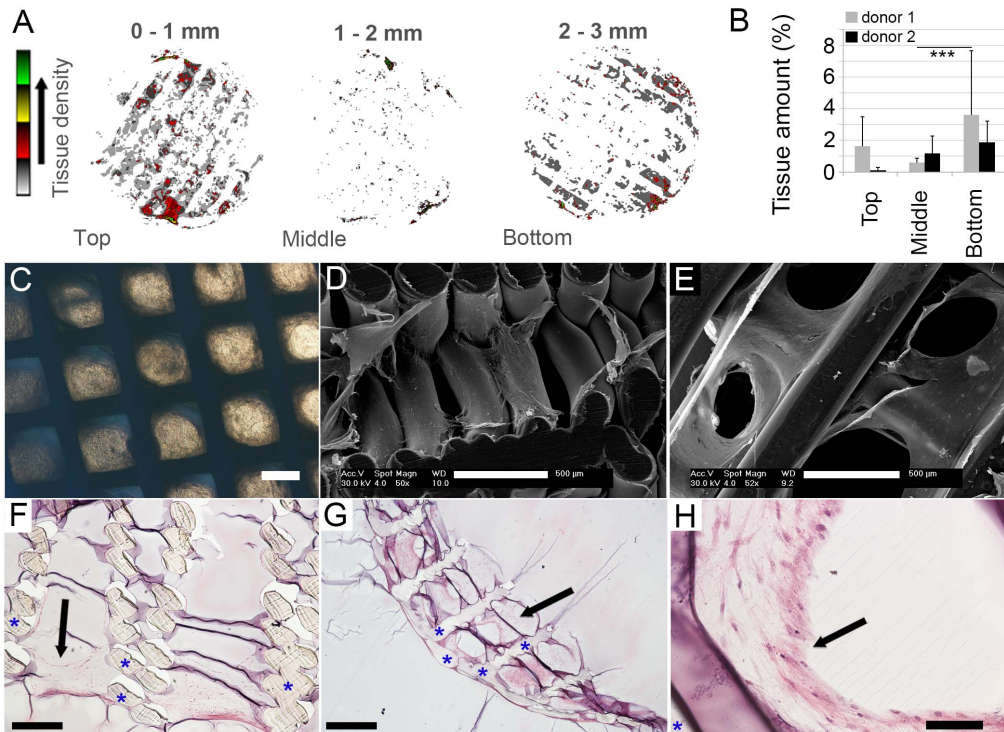 A
0 - 1 mm
1 - 2 mm
2 - 3 mm
Tissue density
Top
Middle
Bottom
B
donor 1
donor 2
Tissue amount (%)
8
6
4
2
0
***
Top
Middle
Bottom
C
D
Acc.V Spot Magn WD
30.0 kV 4.0 50x 10.0
500 µm
E
Acc.V Spot Magn WD
30.0 kV 4.0 52x 9.2
500 µm
F
*
*
*
*
G
*
*
*
*
H
*